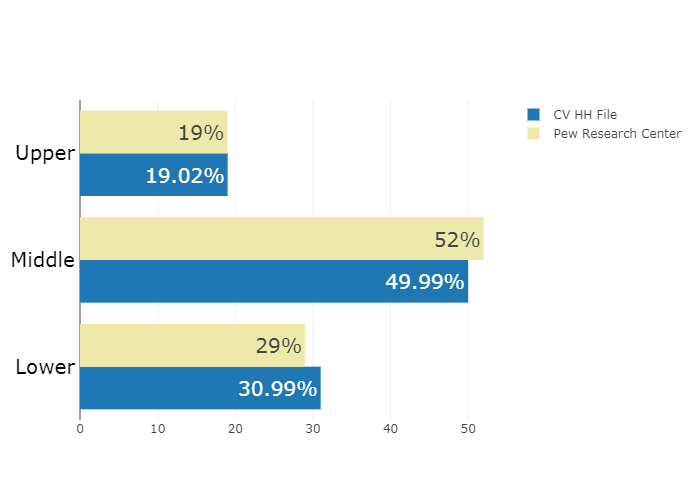 CV HH File
Pew Research Center
19%
Upper
19.02%
52%
Middle
49.99%
29%
Lower
30.99%
0 10 20 30 40 50